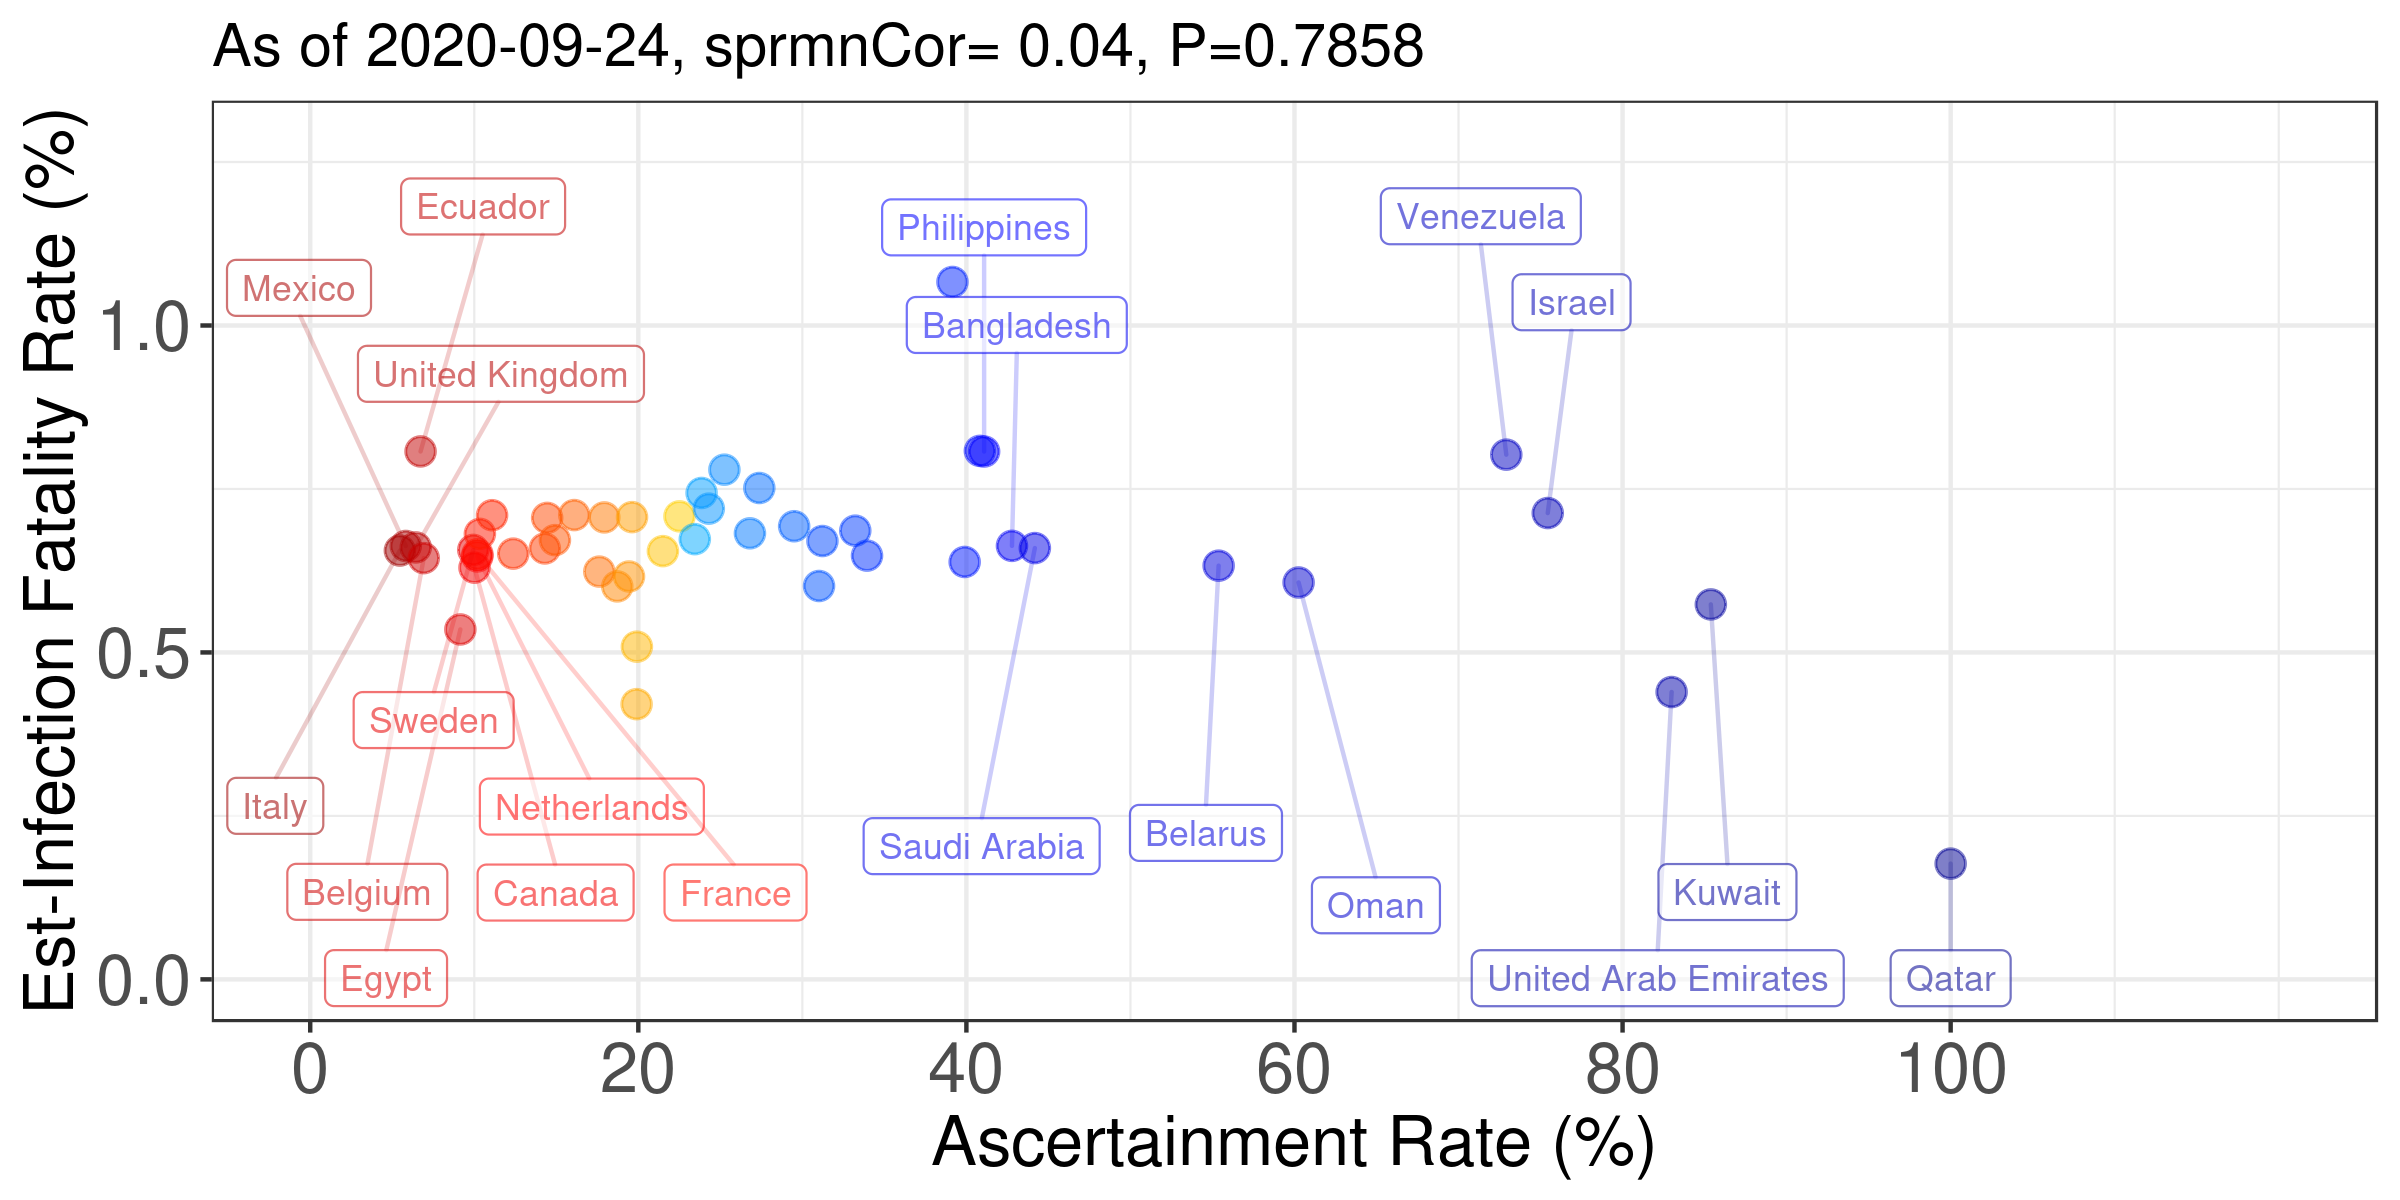 As of 2020-09-24, sprmnCor= 0.04, P=0.7858
Est-Infection Fatality Rate (%)
1.0
0.5
0.0
Ecuador
Mexico
United Kingdom
Philippines
Bangladesh
Venezuela
Israel
Sweden
Italy
Netherlands
Belgium
Canada
France
Egypt
Saudi Arabia
Belarus
Oman
Kuwait
United Arab Emirates
Qatar
0 20 40 60 80 100
Ascertainment Rate (%)